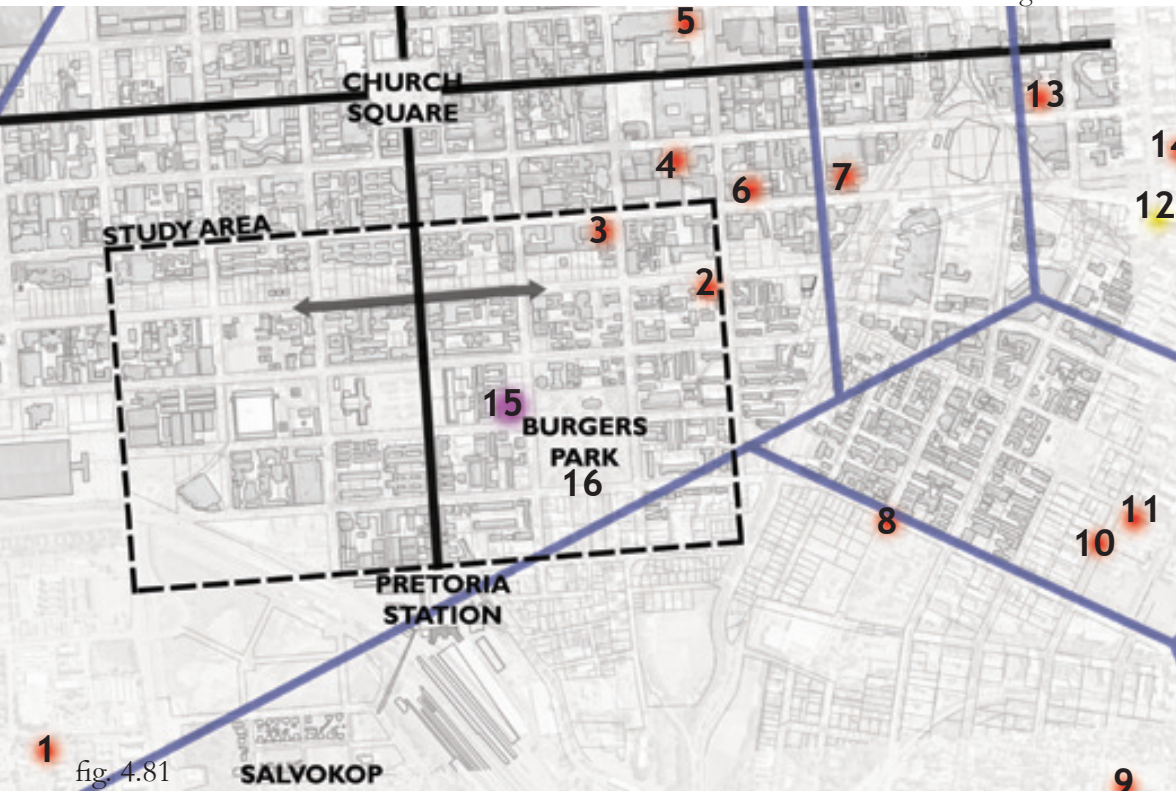 5
CHURCH
SQUARE
13
4
6
7
12
STUDY AREA
3
2
15
BURGERS
PARK
16
8
11
10
PRETORIA
STATION
1
fig. 4.81
SALVOKOP
9